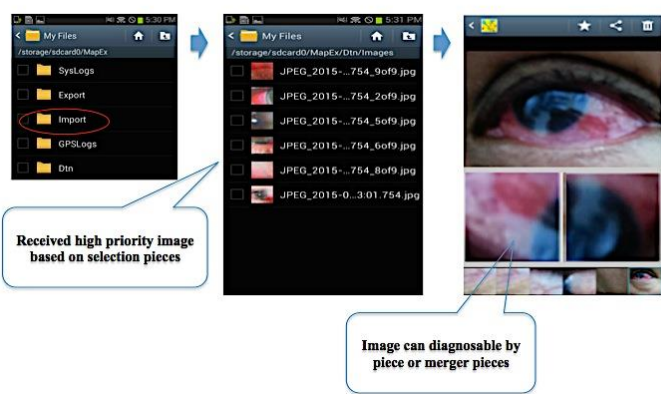 5:30 PM
My Files
/storage/sdcard0/MapEx
SysLogs
Export
Import
GPSLogs
Dtn
5:31 PM
My Files
/storage/sdcard0/MapEx/Dtn/Images
JPEG_2015-...754_9of9.jpg
JPEG_2015-...754_2of9.jpg
JPEG_2015-...754_5of9.jpg
JPEG_2015-...754_6of9.jpg
JPEG_2015-...754_8of9.jpg
JPEG_2015-0...3:01.754.jpg
Received high priority image
based on selection pieces
Image can diagnosable by
piece or merger pieces